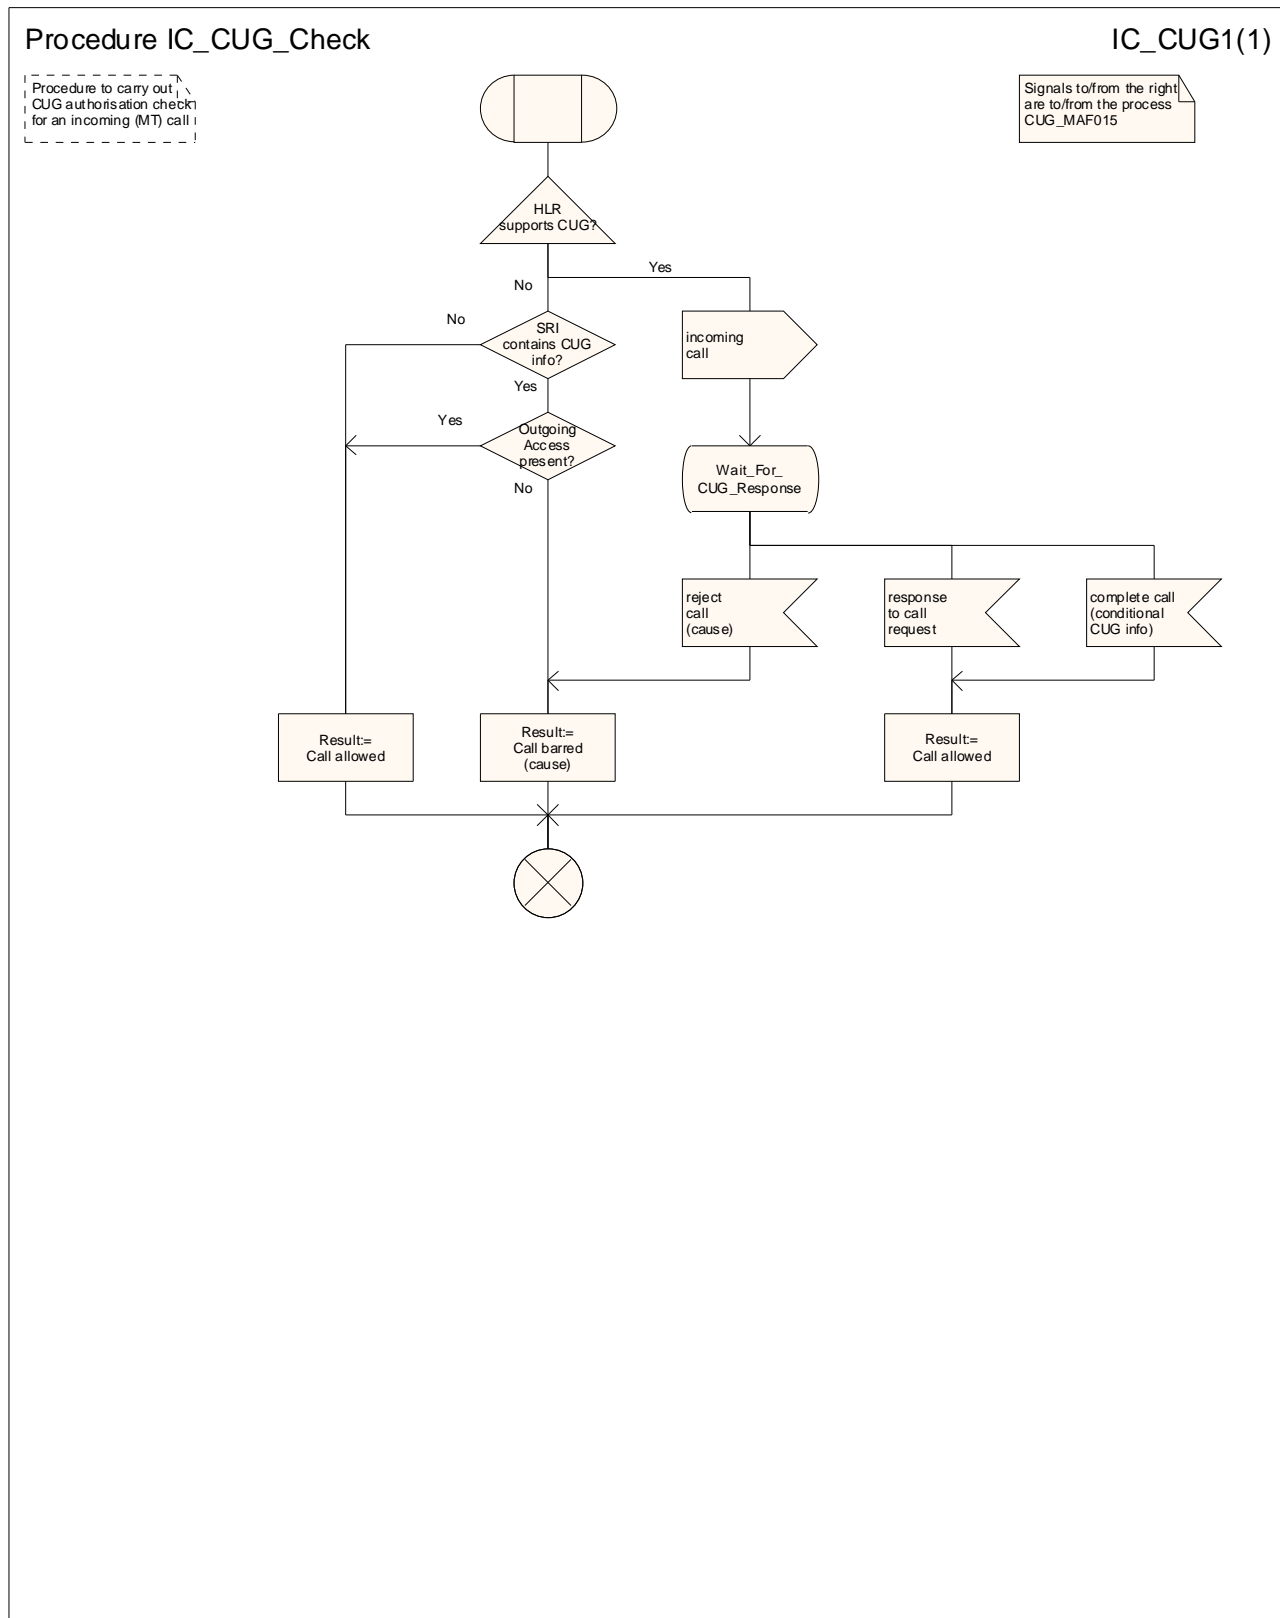 Procedure IC_CUG_Check
IC_CUG1(1)
Procedure to carry out
CUG authorisation check
for an incoming (MT) call
Signals to/from the right
are to/from the process
CUG_MAF015
HLR
supports CUG?
Yes
No
No
SRI
contains CUG
info?
incoming
call
Yes
Yes
Outgoing
Access
present?
Wait_For_
CUG_Response
No
reject
call
(cause)
response
to call
request
complete call
(conditional
CUG info)
Result:=
Call allowed
Result:=
Call barred
(cause)
Result:=
Call allowed